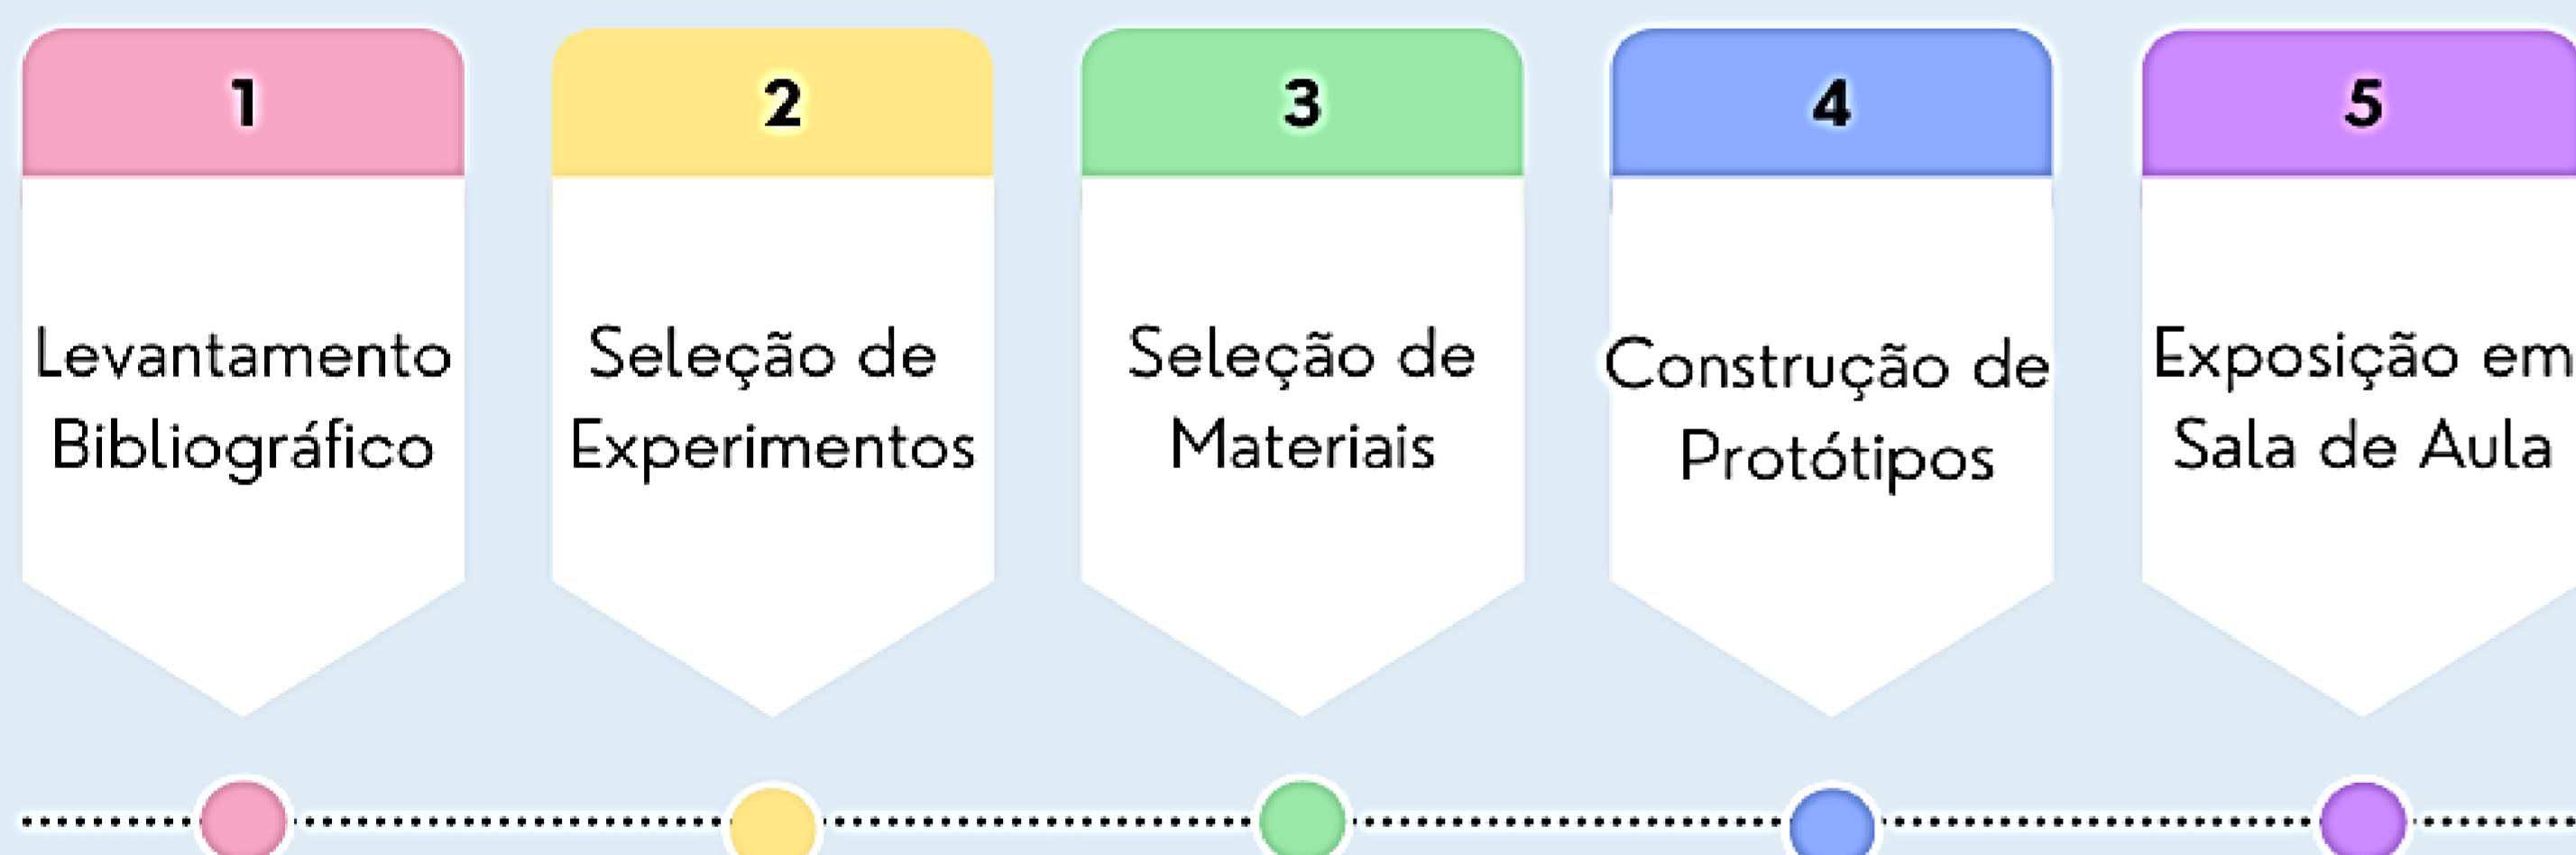 1
Levantamento
Bibliográfico
2
Seleção de
Experimentos
3
Seleção de
Materiais
4
Construção de
Protótipos
5
Exposição em
Sala de Aula